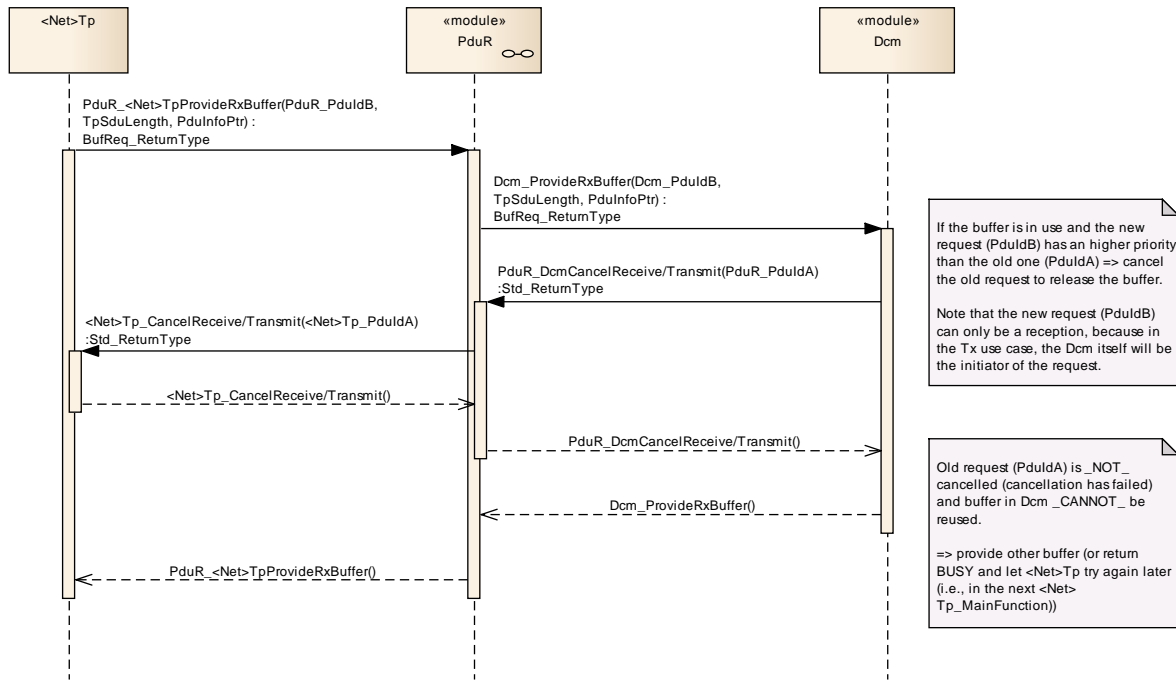 <Net>Tp
«module»
PduR
«module»
Dcm
PduR_<Net>TpProvideRxBuffer(PduR_PduIdB,
TpSduLength, PduInfoPtr) :
BufReq_ReturnType
Dcm_ProvideRxBuffer(Dcm_PduIdB,
TpSduLength, PduInfoPtr) :
BufReq_ReturnType
PduR_DcmCancelReceive/Transmit(PduR_PduIdA)
:Std_ReturnType
<Net>Tp_CancelReceive/Transmit(<Net>Tp_PduIdA)
:Std_ReturnType
<Net>Tp_CancelReceive/Transmit()
PduR_DcmCancelReceive/Transmit()
Dcm_ProvideRxBuffer()
PduR_<Net>TpProvideRxBuffer()
If the buffer is in use and the new
request (PduIdB) has an higher priority
than the old one (PduIdA) => cancel
the old request to release the buffer.
Note that the new request (PduIdB)
can only be a reception, because in
the Tx use case, the Dcm itself will be
the initiator of the request.
Old request (PduIdA) is _NOT_
cancelled (cancellation has failed)
and buffer in Dcm _CANNOT_ be
reused.
=> provide other buffer (or return
BUSY and let <Net>Tp try again later
(i.e., in the next <Net>
Tp_MainFunction))